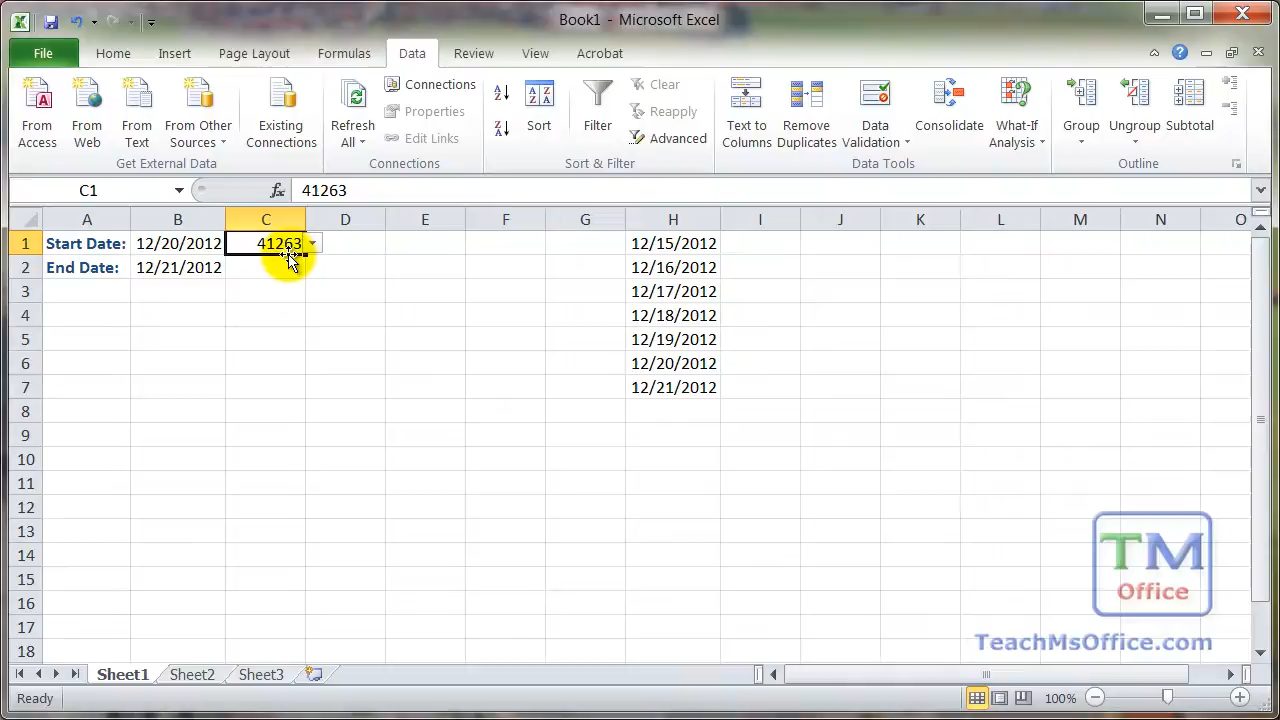 Book1 - Microsoft Excel
File Home Insert Page Layout Formulas Data Review View Acrobat
From Access
From Web
From Text
From Other Sources
Existing Connections
Get External Data
Refresh All
Connections
Properties
Edit Links
Connections
Sort
Filter
Clear
Reapply
Advanced
Sort & Filter
Text to Columns
Remove Duplicates
Data Validation
Consolidate
What-If Analysis
Data Tools
Group
Ungroup
Subtotal
Outline
C1 fx 41263
A B C D E F G H I J K L M N O
1 Start Date: 12/20/2012 41263 12/15/2012
2 End Date: 12/21/2012 12/16/2012
3 12/17/2012
4 12/18/2012
5 12/19/2012
6 12/20/2012
7 12/21/2012
8
9
10
11
12
13
14
15
16
17
18
TM
Office
TeachMsOffice.com
Sheet1 Sheet2 Sheet3
Ready 100%